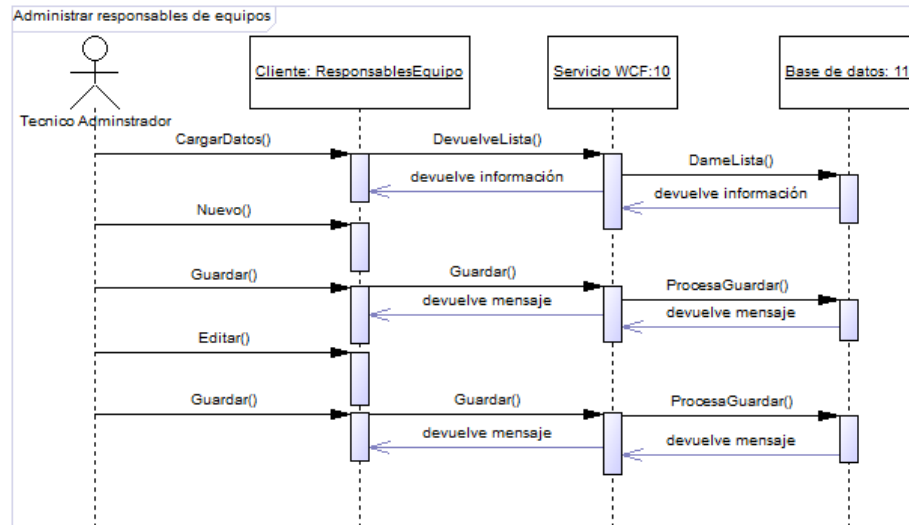 Administrar responsables de equipos
Cliente: ResponsablesEquipo
Servicio WCF:10
Base de datos: 11
Tecnico Adminstrador
CargarDatos()
DevuelveLista()
DameLista()
devuelve información
devuelve información
Nuevo()
Guardar()
Guardar()
ProcesaGuardar()
devuelve mensaje
devuelve mensaje
Editar()
Guardar()
Guardar()
ProcesaGuardar()
devuelve mensaje
devuelve mensaje